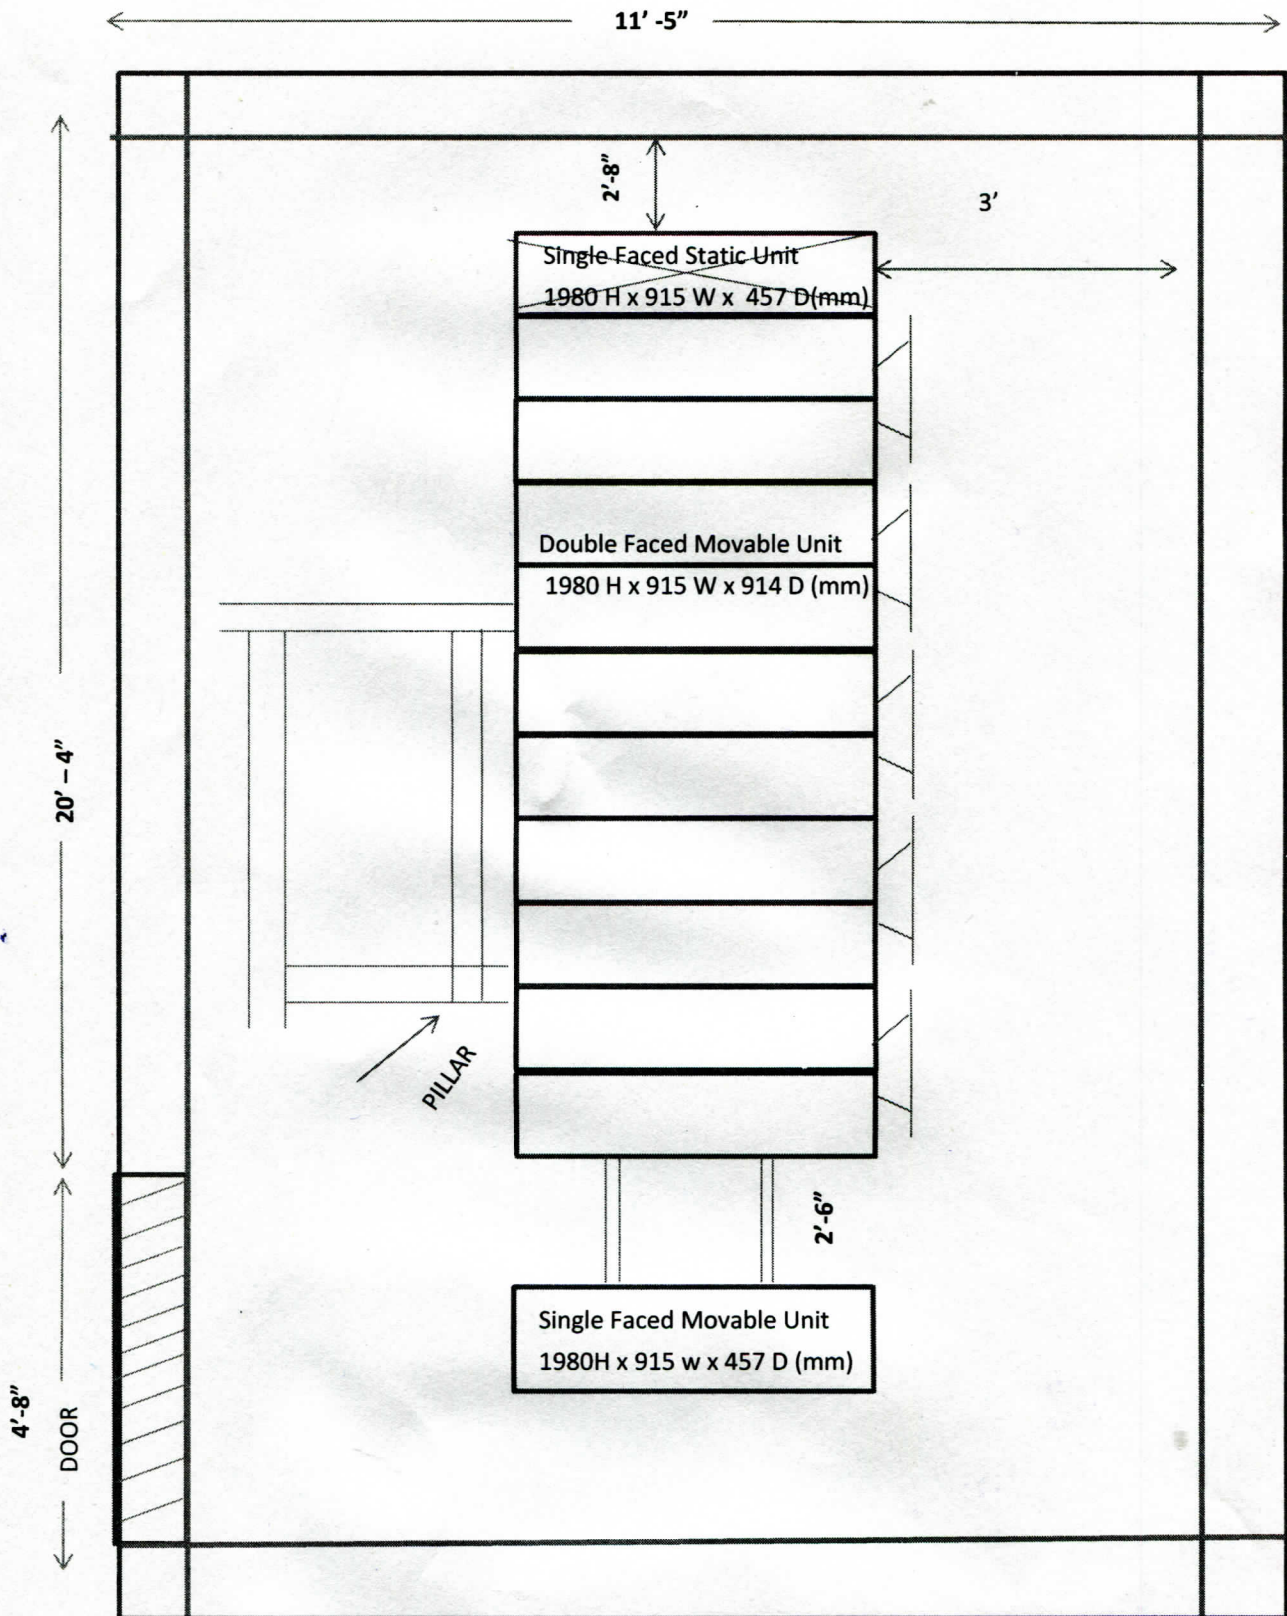 11' -5"
2'-8"
3'
Single Faced Static Unit
1980 H x 915 W x 457 D(mm)
Double Faced Movable Unit
1980 H x 915 W x 914 D (mm)
20' – 4"
PILLAR
2'-6"
Single Faced Movable Unit
1980H x 915 w x 457 D (mm)
4'-8"
DOOR